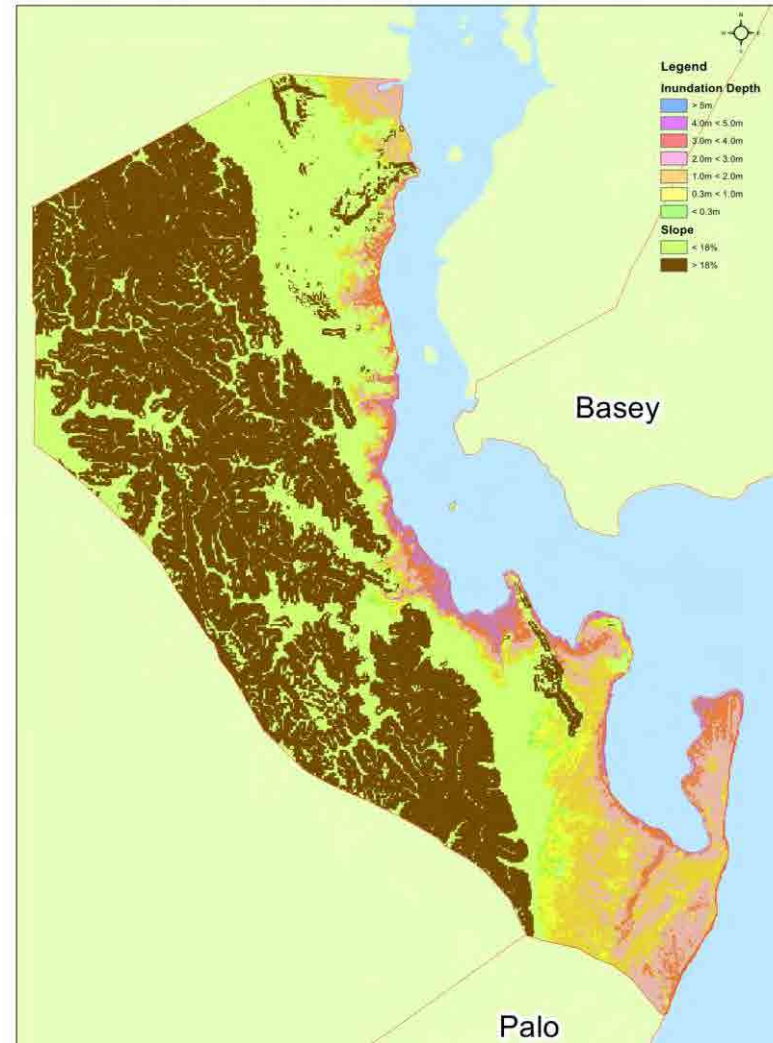 N
W
E
S
Legend
Inundation Depth
> 5m
4.0m < 5.0m
3.0m < 4.0m
2.0m < 3.0m
1.0m < 2.0m
0.3m < 1.0m
< 0.3m
Slope
< 18%
> 18%
Basey
Palo